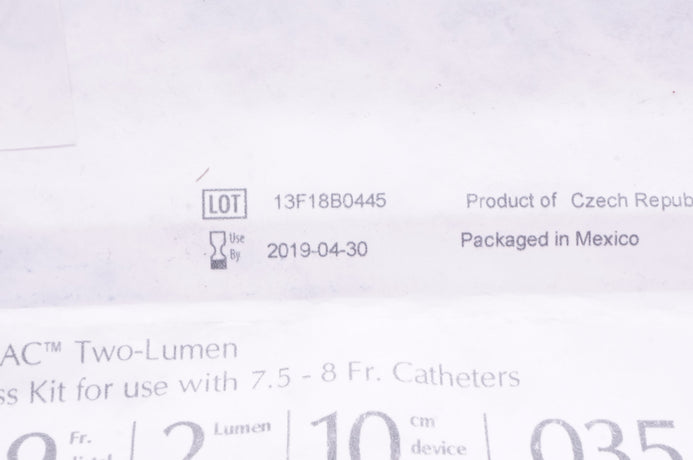 LOT 13F18B0445 Product of Czech Repub
Use By 2019-04-30 Packaged in Mexico
AC™ Two-Lumen
ss Kit for use with 7.5 - 8 Fr. Catheters
9 Fr. 2 Lumen 10 cm device 035